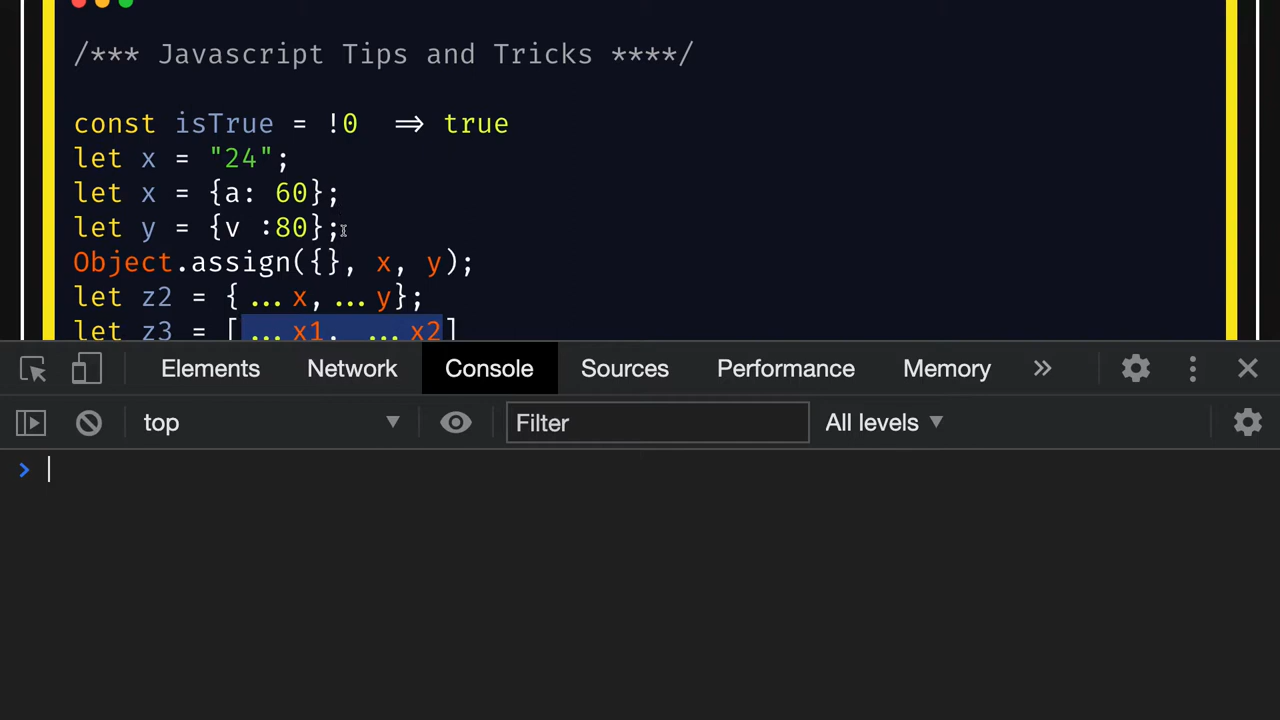 /*** Javascript Tips and Tricks ****/
const isTrue = !0 => true
let x = "24";
let x = {a: 60};
let y = {v :80};
Object.assign({}, x, y);
let z2 = { ...x, ...y};
let z3 = [ ...x1, ...x2]
Elements Network Console Sources Performance Memory »
top Filter All levels
>